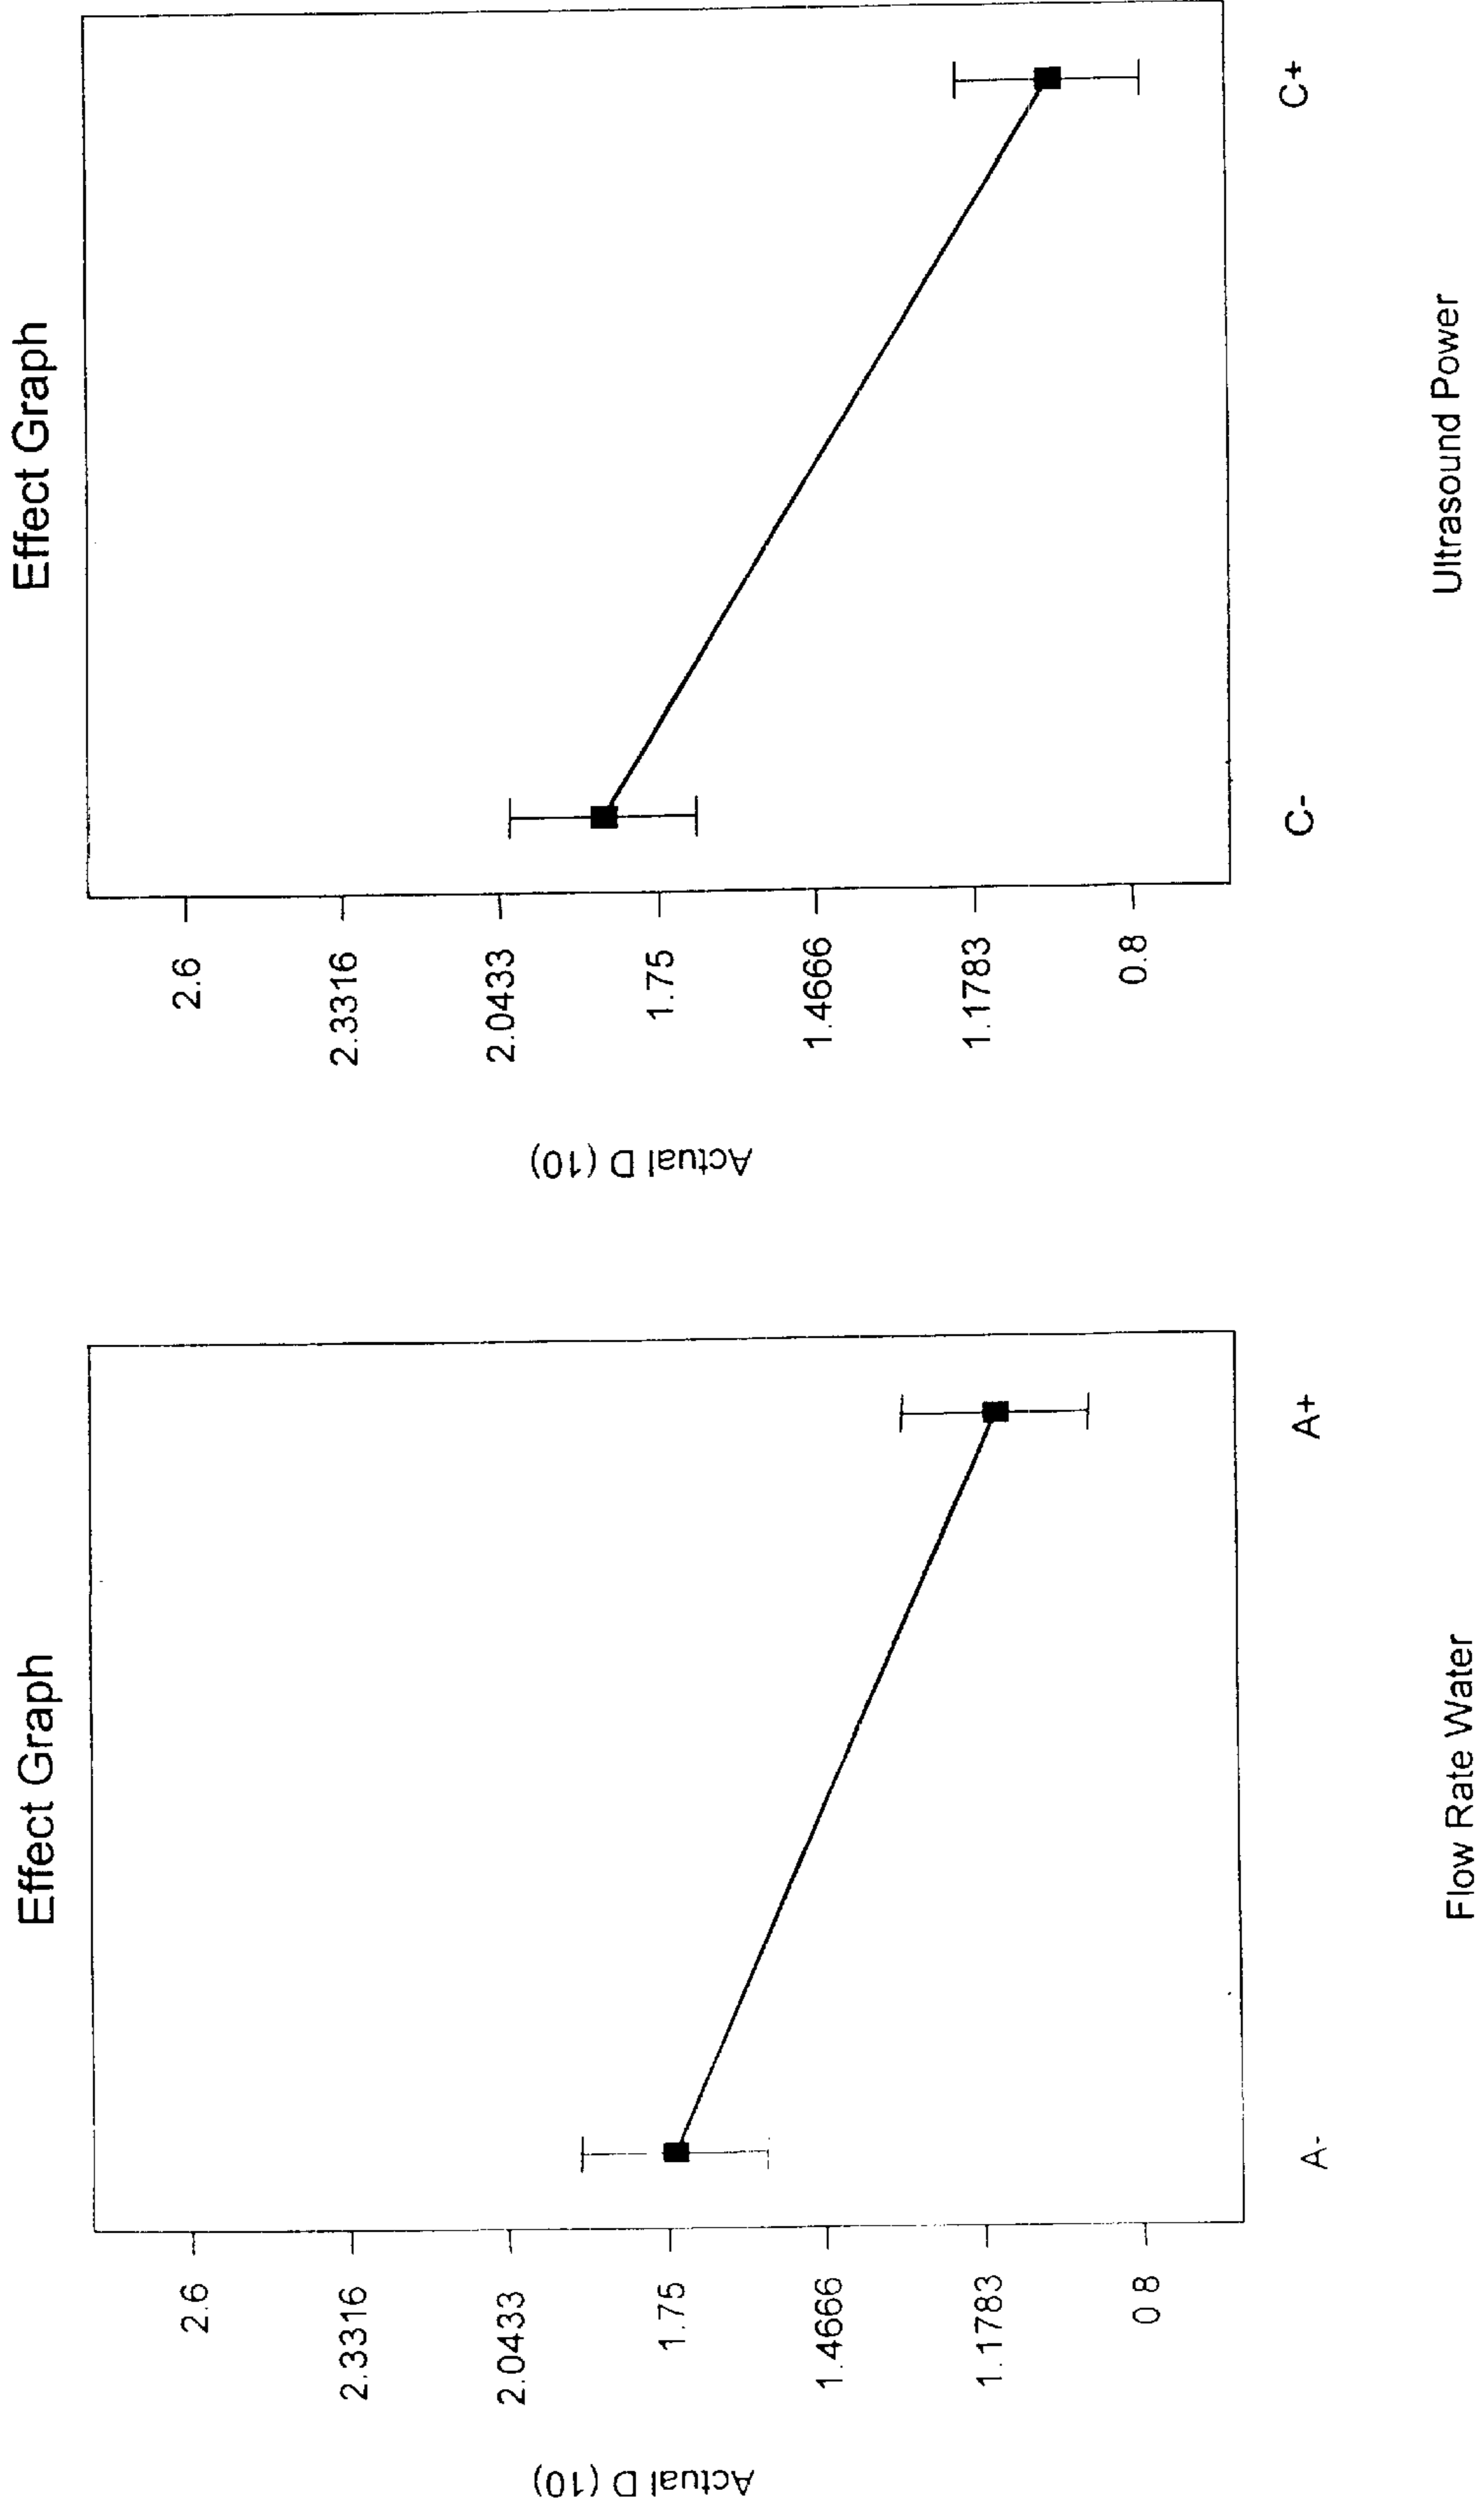 Effect Graph
Actual D (10)
2.6
2.3316
2.0433
1.75
1.4666
1.1783
0 8
A-
A+
Flow Rate Water
Effect Graph
Actual D (10)
2.6
2.3316
2.0433
1.75
1.4666
1.1783
0.8
C-
C+
Ultrasound Power